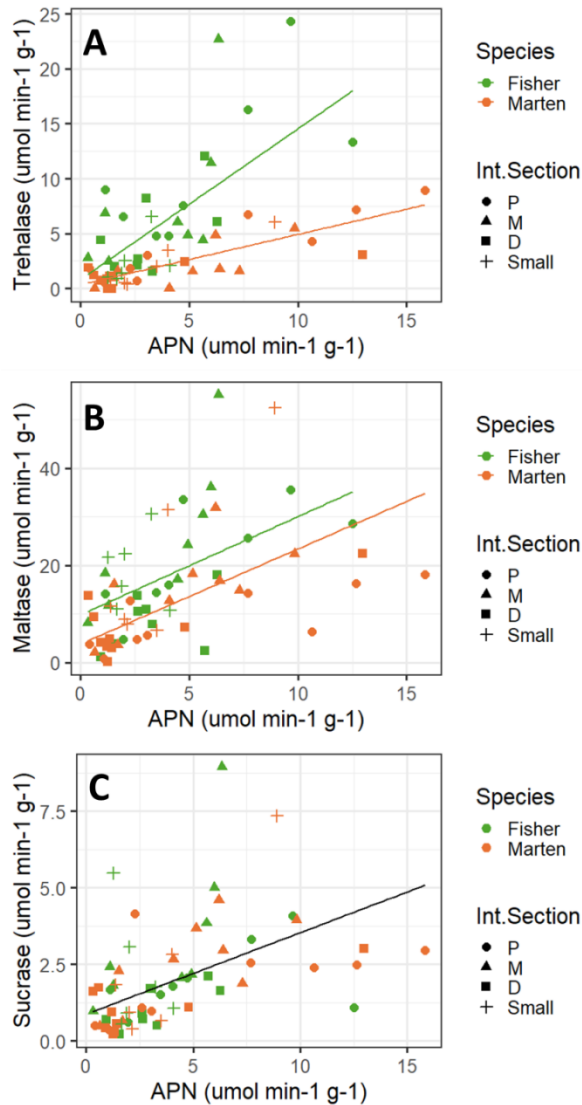 A
25
20
15
10
5
0
Trehalase (umol min-1 g-1)
0 5 10 15
APN (umol min-1 g-1)
Species
Fisher
Marten
Int.Section
P
M
D
Small
B
40
20
0
Maltase (umol min-1 g-1)
0 5 10 15
APN (umol min-1 g-1)
Species
Fisher
Marten
Int.Section
P
M
D
Small
C
7.5
5.0
2.5
0.0
Sucrase (umol min-1 g-1)
0 5 10 15
APN (umol min-1 g-1)
Species
Fisher
Marten
Int.Section
P
M
D
Small